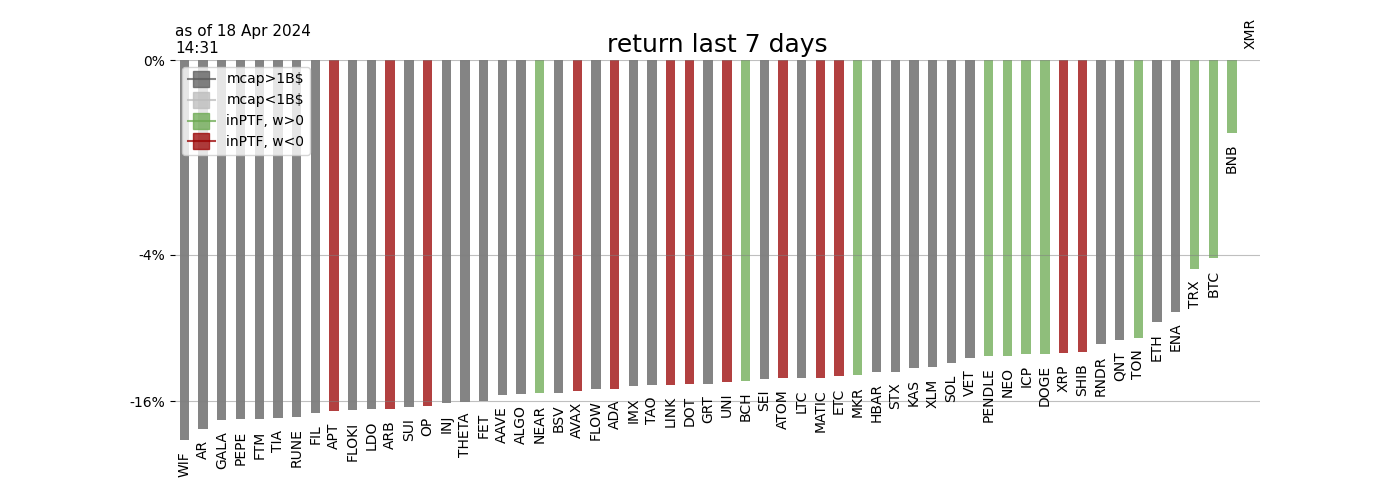 as of 18 Apr 2024
14:31
return last 7 days
XMR
0%
mcap>1B$
mcap<1B$
inPTF, w>0
inPTF, w<0
-4%
-16%
WIF
AR
GALA
PEPE
FTM
TIA
RUNE
FIL
APT
FLOKI
LDO
ARB
SUI
OP
INJ
THETA
FET
AAVE
ALGO
NEAR
BSV
AVAX
FLOW
ADA
IMX
TAO
LINK
DOT
GRT
UNI
BCH
SEI
ATOM
LTC
MATIC
ETC
MKR
HBAR
STX
KAS
XLM
SOL
VET
PENDLE
NEO
ICP
DOGE
XRP
SHIB
RNDR
QNT
TON
ETH
ENA
TRX
BTC
BNB